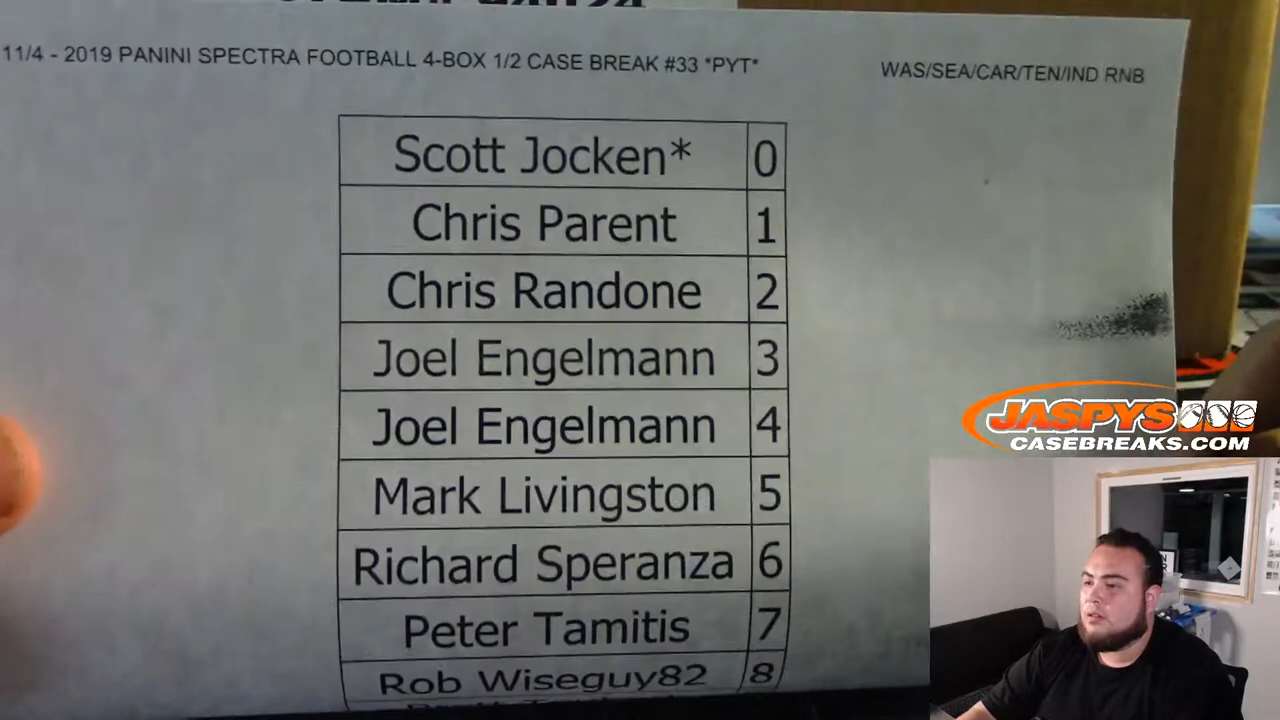 11/4 - 2019 PANINI SPECTRA FOOTBALL 4-BOX 1/2 CASE BREAK #33 *PYT*
WAS/SEA/CAR/TEN/IND RNB
Scott Jocken* 0
Chris Parent 1
Chris Randone 2
Joel Engelmann 3
Joel Engelmann 4
Mark Livingston 5
Richard Speranza 6
Peter Tamitis 7
Rob Wiseguy82 8
JASPYS
CASEBREAKS.COM